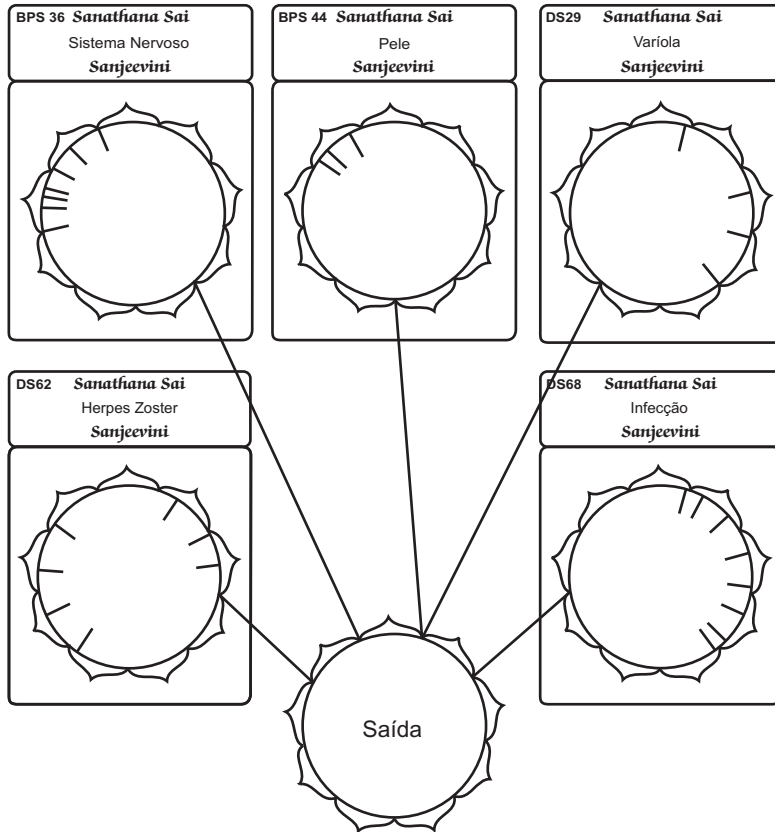 BPS 36 Sanathana Sai
Sistema Nervoso
Sanjeevini
BPS 44 Sanathana Sai
Pele
Sanjeevini
DS29 Sanathana Sai
Varíola
Sanjeevini
DS62 Sanathana Sai
Herpes Zoster
Sanjeevini
DS68 Sanathana Sai
Infecção
Sanjeevini
Saída